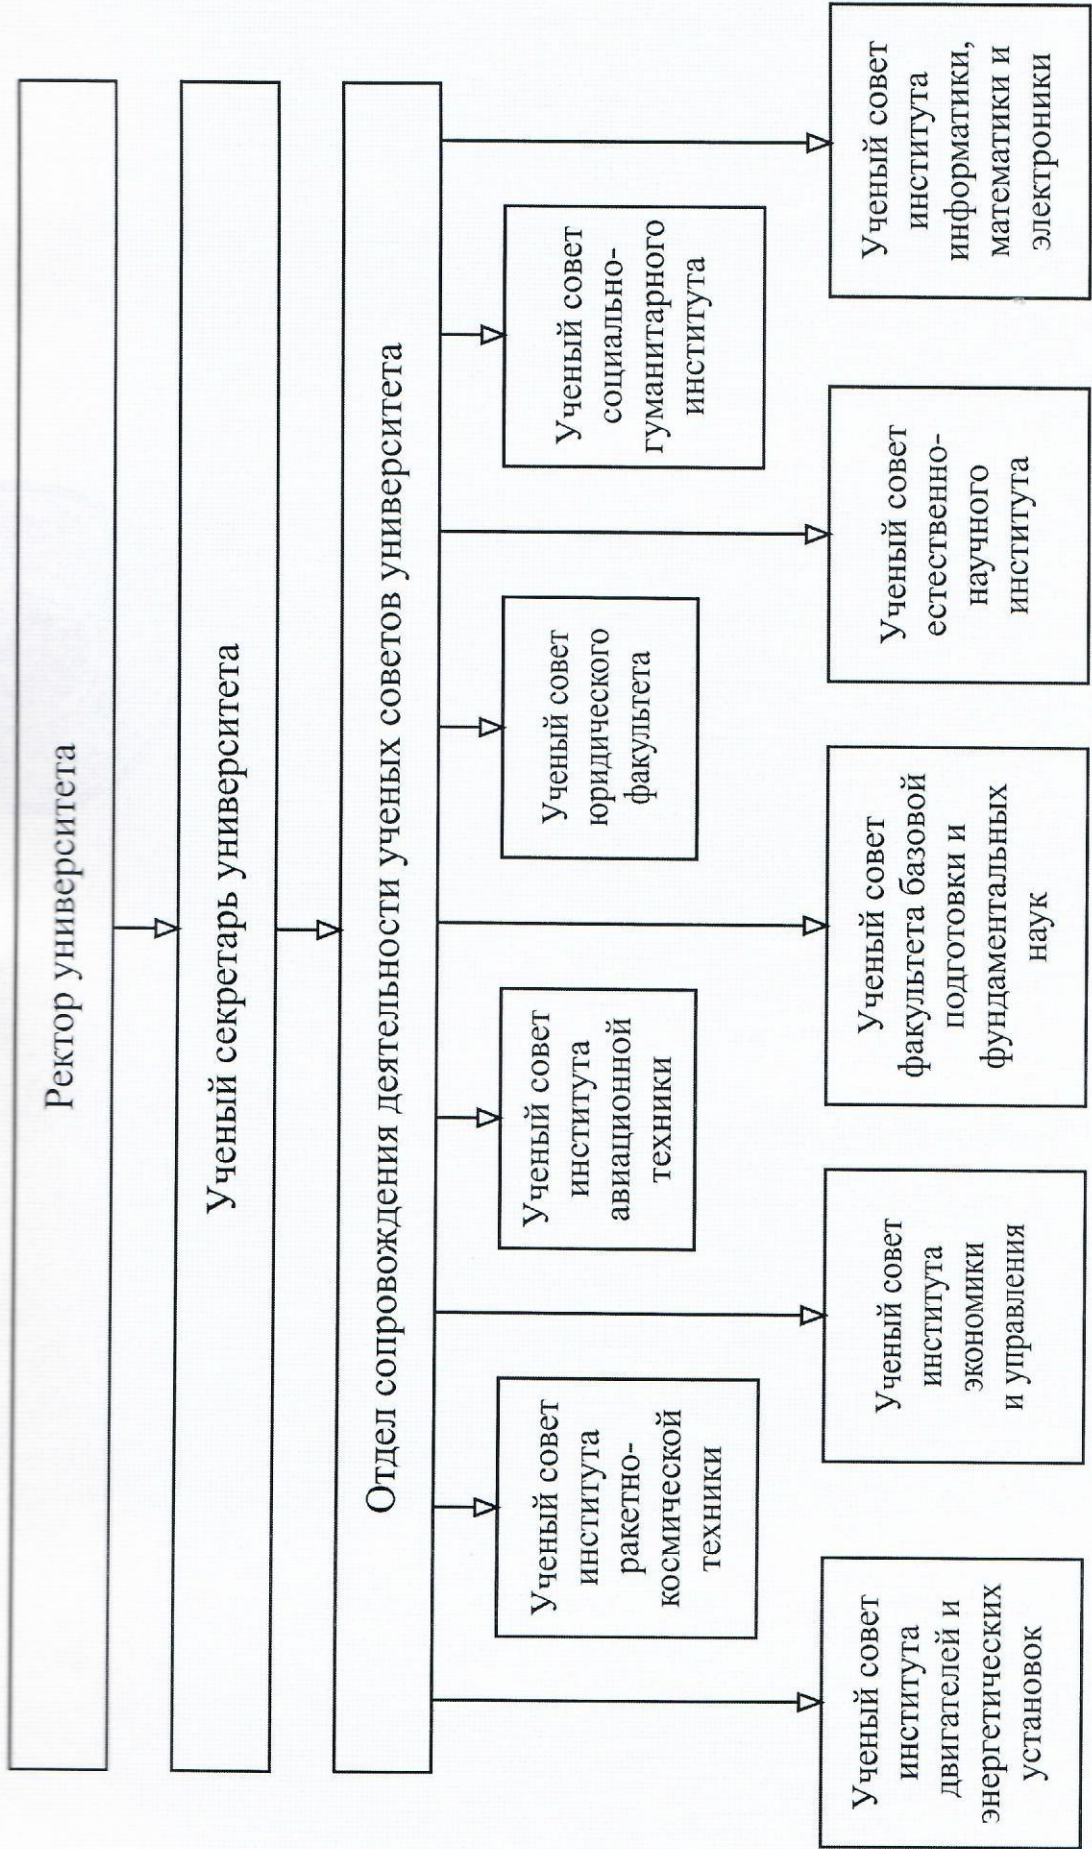 Ректор университета
Ученый секретарь университета
Отдел сопровождения деятельности ученых советов университета
Ученый совет
института
ракетно-
космической
техники
Ученый совет
института
авиационной
техники
Ученый совет
юридического
факультета
Ученый совет
социально-
гуманитарного
института
Ученый совет
института
двигателей и
энергетических
установок
Ученый совет
института
экономики
и управления
Ученый совет
факультета базовой
подготовки и
фундаментальных
наук
Ученый совет
естественно-
научного
института
Ученый совет
института
информатики,
математики и
электроники